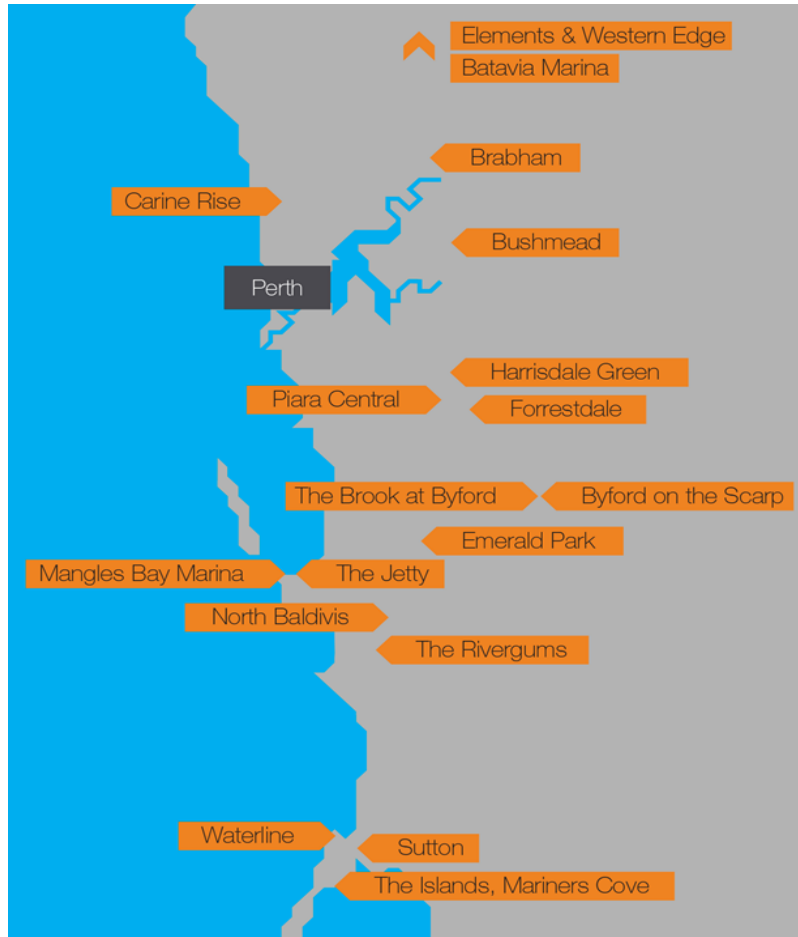 Elements & Western Edge
Batavia Marina
Brabham
Carine Rise
Bushmead
Perth
Harrisdale Green
Piara Central
Forrestdale
The Brook at Byford
Byford on the Scarp
Emerald Park
Mangles Bay Marina
The Jetty
North Baldivis
The Rivergums
Waterline
Sutton
The Islands, Mariners Cove